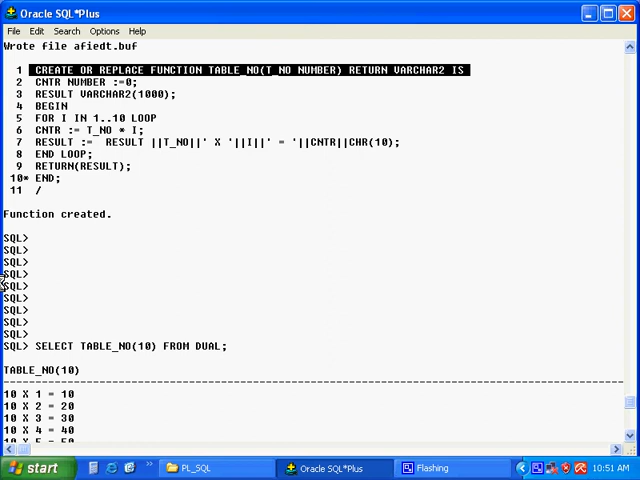 Oracle SQL*Plus
File Edit Search Options Help
Wrote file afiedt.buf
1 CREATE OR REPLACE FUNCTION TABLE_NO(T_NO NUMBER) RETURN VARCHAR2 IS
2 CNTR NUMBER :=0;
3 RESULT VARCHAR2(1000);
4 BEGIN
5 FOR I IN 1..10 LOOP
6 CNTR := T_NO * I;
7 RESULT := RESULT ||T_NO||' X '||I||' = '||CNTR||CHR(10);
8 END LOOP;
9 RETURN(RESULT);
10* END;
11 /
Function created.
SQL>
SQL>
SQL>
SQL>
SQL>
SQL>
SQL>
SQL>
SQL>
SQL> SELECT TABLE_NO(10) FROM DUAL;
TABLE_NO(10)
--------------------------------------------------------------------------------
10 X 1 = 10
10 X 2 = 20
10 X 3 = 30
10 X 4 = 40
10 X 5 = 50
start PL_SQL Oracle SQL*Plus Flashing 10:51 AM